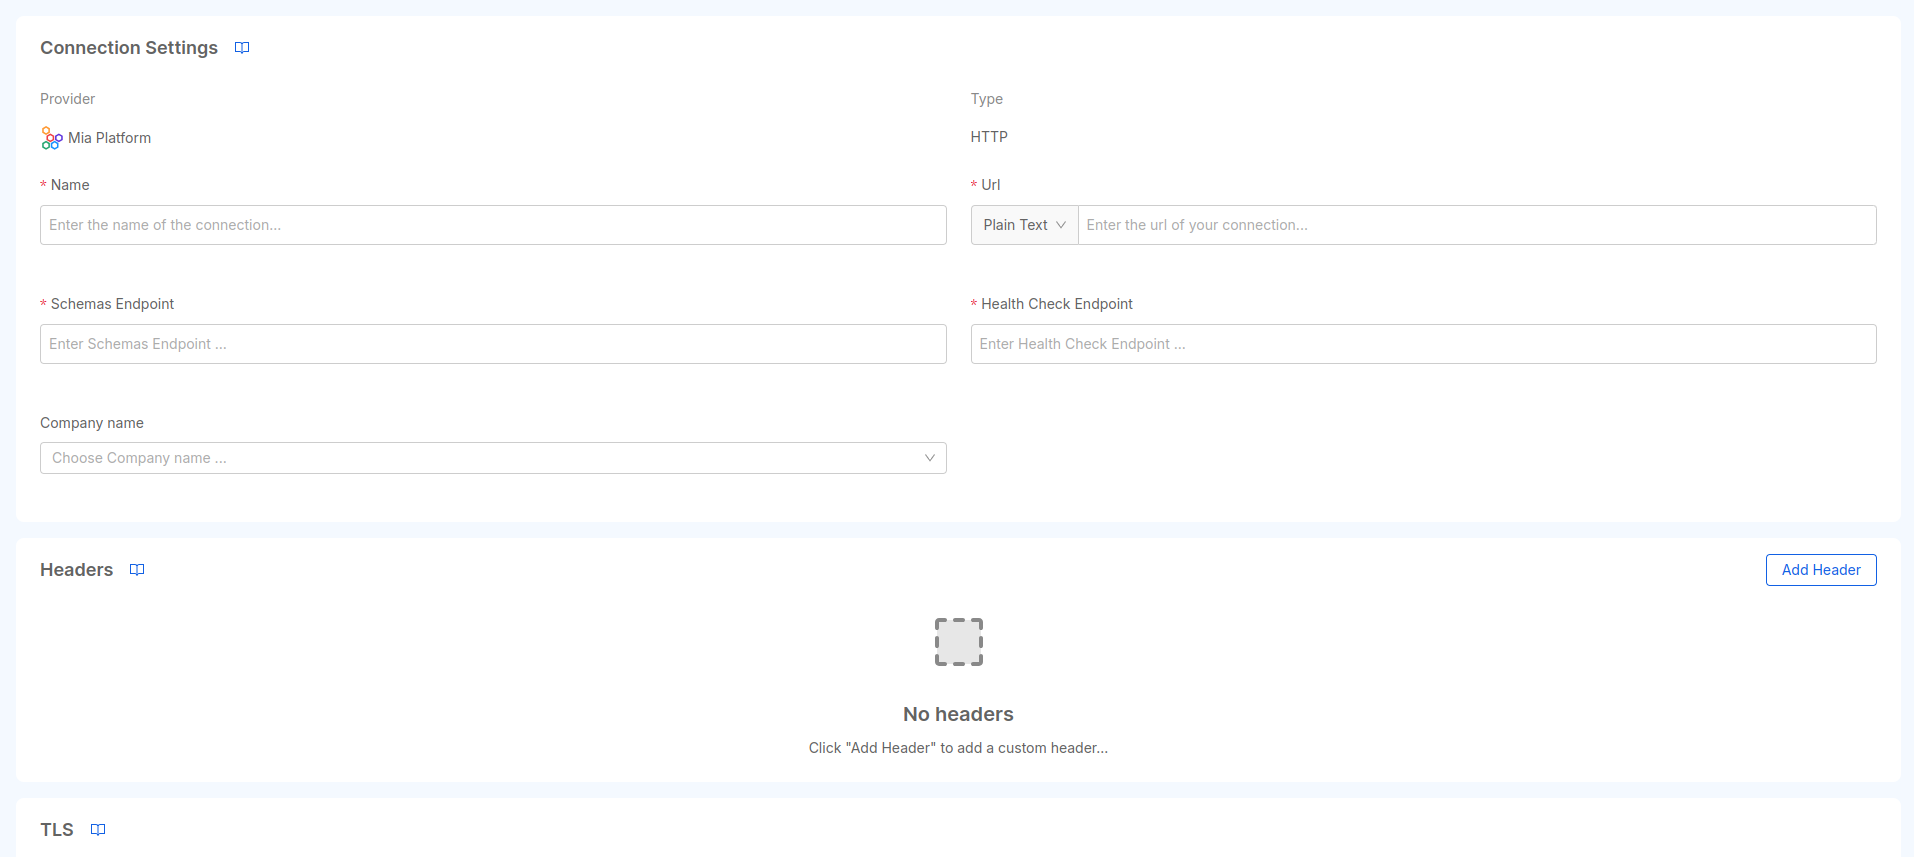 Connection Settings
Provider
Type
Mia Platform
HTTP
* Name
* Url
Enter the name of the connection...
Plain Text
Enter the url of your connection...
* Schemas Endpoint
* Health Check Endpoint
Enter Schemas Endpoint ...
Enter Health Check Endpoint ...
Company name
Choose Company name ...
Headers
Add Header
No headers
Click "Add Header" to add a custom header...
TLS